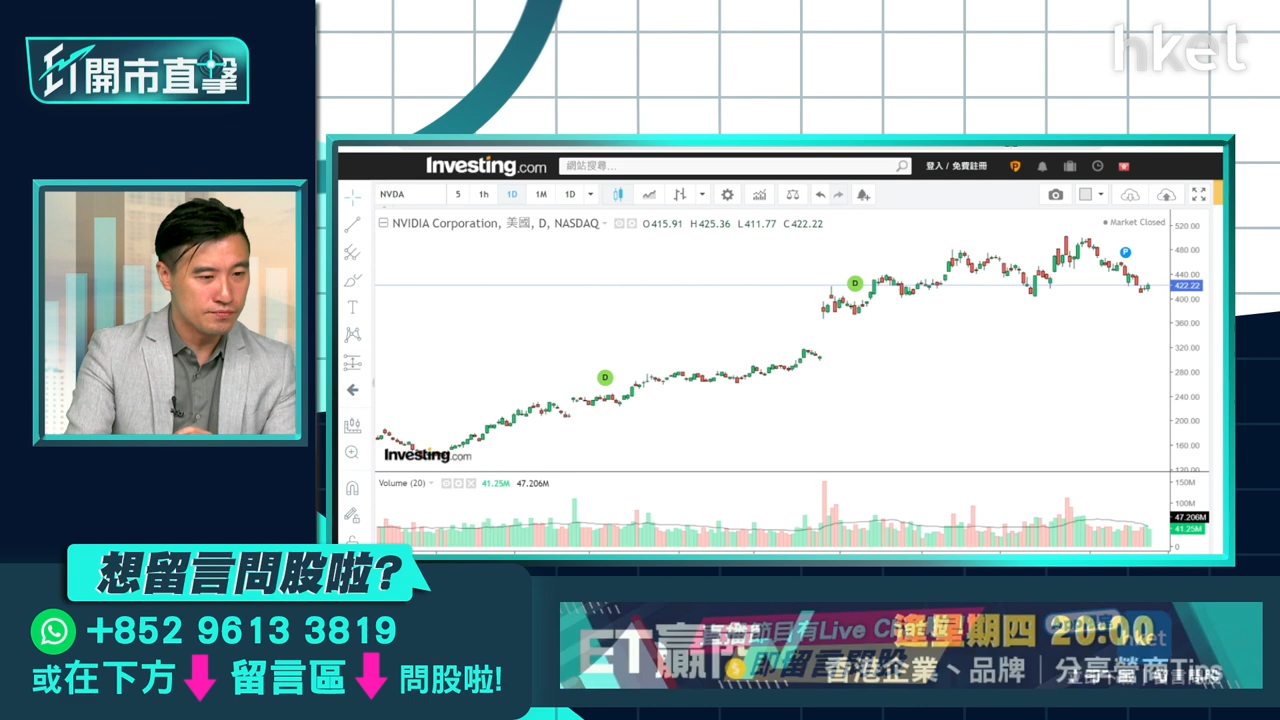 ET開市直擊
hket
Investing.com
網站搜尋...
登入 / 免費註冊
NVDA
5
1h
1D
1M
1D
NVIDIA Corporation, 美國, D, NASDAQ
O415.91 H425.36 L411.77 C422.22
Market Closed
520.00
480.00
P
440.00
D
422.22
400.00
360.00
320.00
280.00
D
240.00
200.00
160.00
Investing.com
120.00
Volume (20)
41.25M
47.206M
150M
100M
47.206M
41.25M
0
想留言問股啦?
+852 9613 3819
或在下方
留言區
問股啦!
ET贏商
逢星期四 20:00
香港企業、品牌｜分享營商Tips